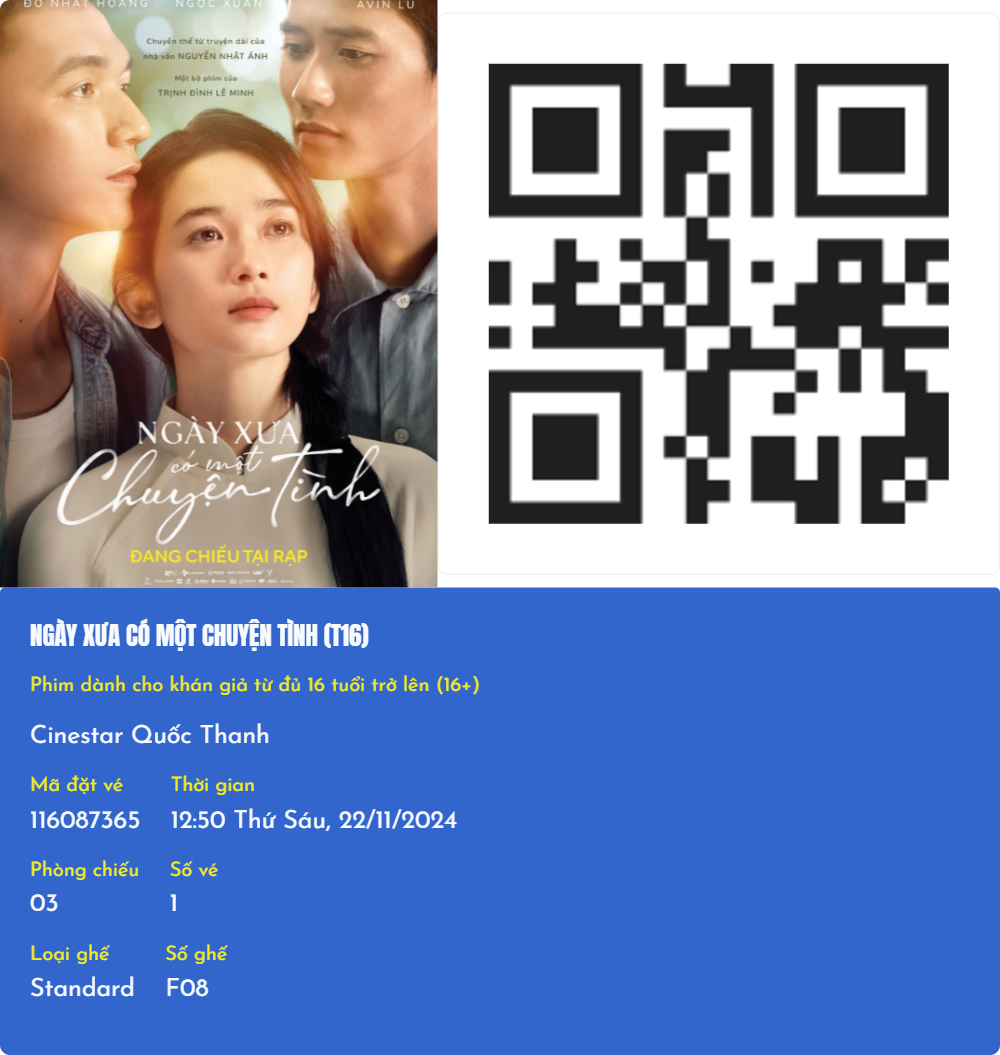 ĐỖ NHẬT HOÀNG NGỌC XUÂN AVIN LU
Chuyển thể từ truyện dài của
nhà văn NGUYỄN NHẬT ÁNH
Một bộ phim của
TRỊNH ĐÌNH LÊ MINH
NGÀY XƯA
có một
Chuyện Tình
ĐANG CHIẾU TẠI RẠP
NGÀY XƯA CÓ MỘT CHUYỆN TÌNH (T16)
Phim dành cho khán giả từ đủ 16 tuổi trở lên (16+)
Cinestar Quốc Thanh
Mã đặt vé Thời gian
116087365 12:50 Thứ Sáu, 22/11/2024
Phòng chiếu Số vé
03 1
Loại ghế Số ghế
Standard F08